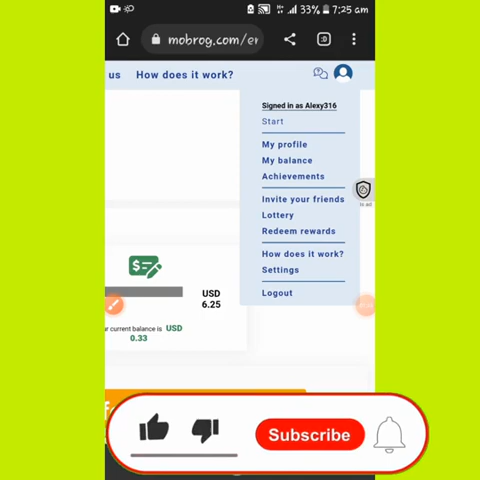 33% 7:25 am
mobrog.com/er
:D
us How does it work?
Signed in as Alexy316
Start
My profile
My balance
Achievements
Invite your friends
Lottery
Redeem rewards
How does it work?
Settings
Logout
USD
6.25
r current balance is USD
0.33
Subscribe